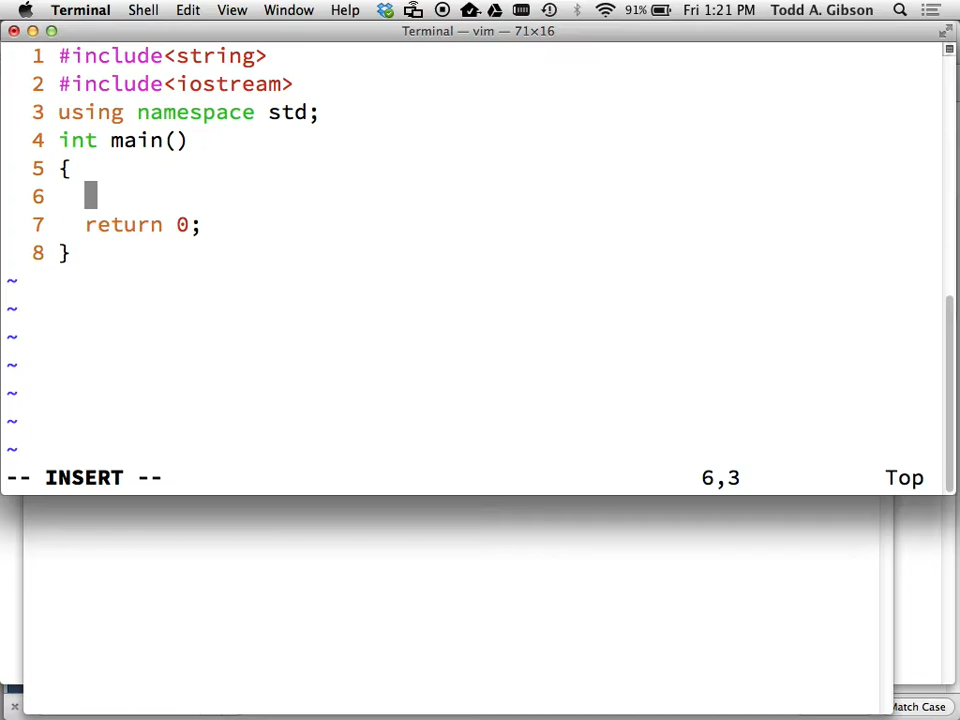 Terminal Shell Edit View Window Help 91% Fri 1:21 PM Todd A. Gibson
Terminal — vim — 71×16
1 #include<string>
2 #include<iostream>
3 using namespace std;
4 int main()
5 {
6
7 return 0;
8 }
~
~
~
~
~
~
~
-- INSERT -- 6,3 Top
Match Case